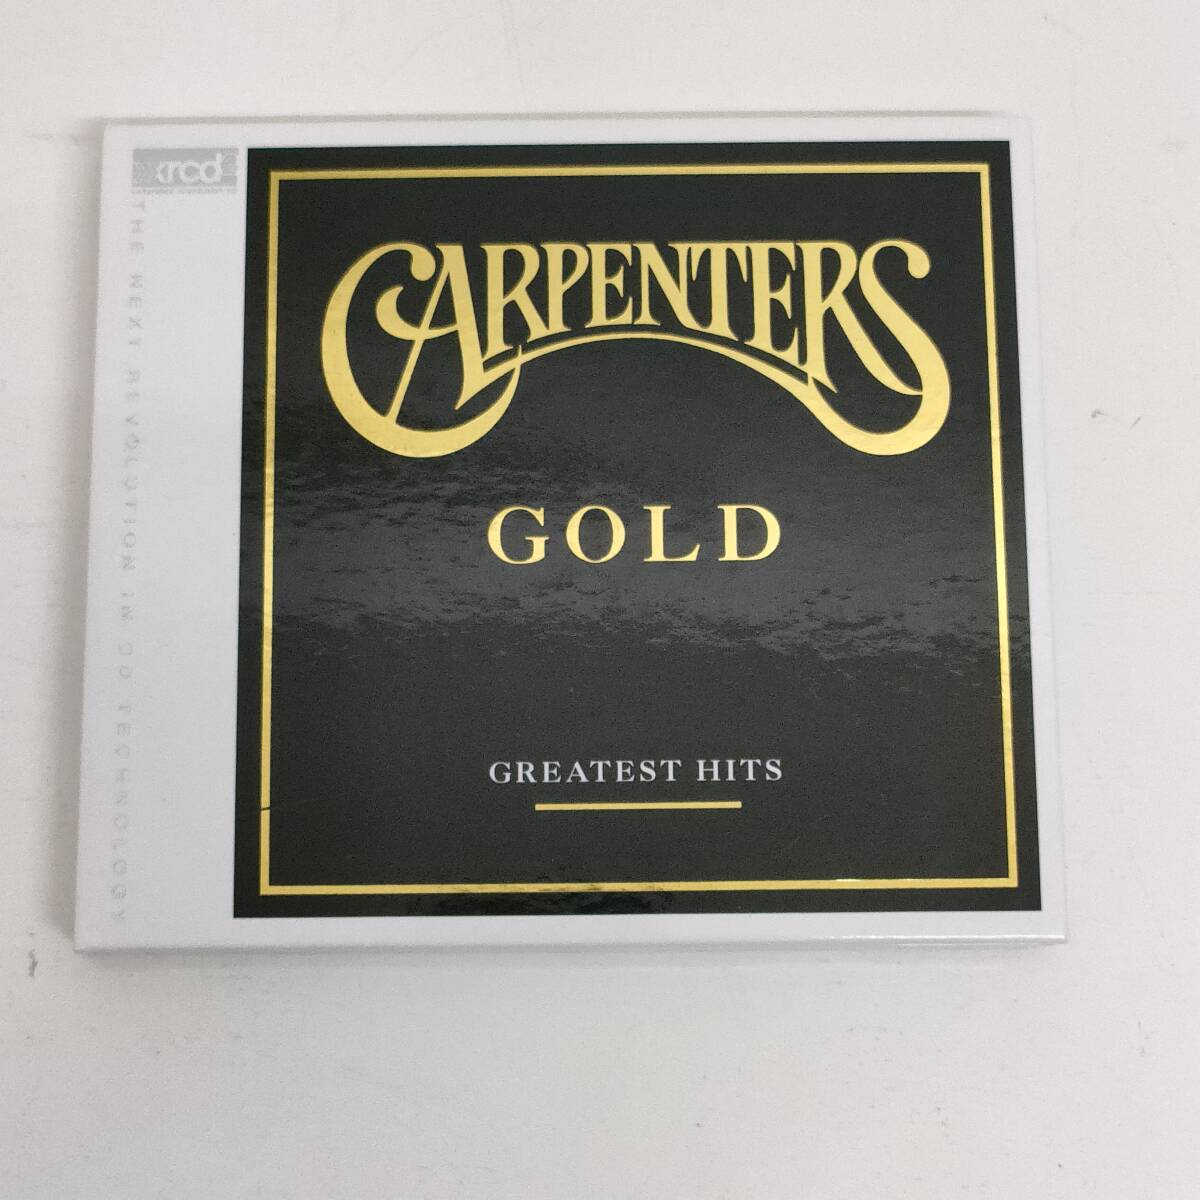 xrcd2
THE NEXT REVOLUTION IN CD TECHNOLOGY
CARPENTERS
GOLD
GREATEST HITS